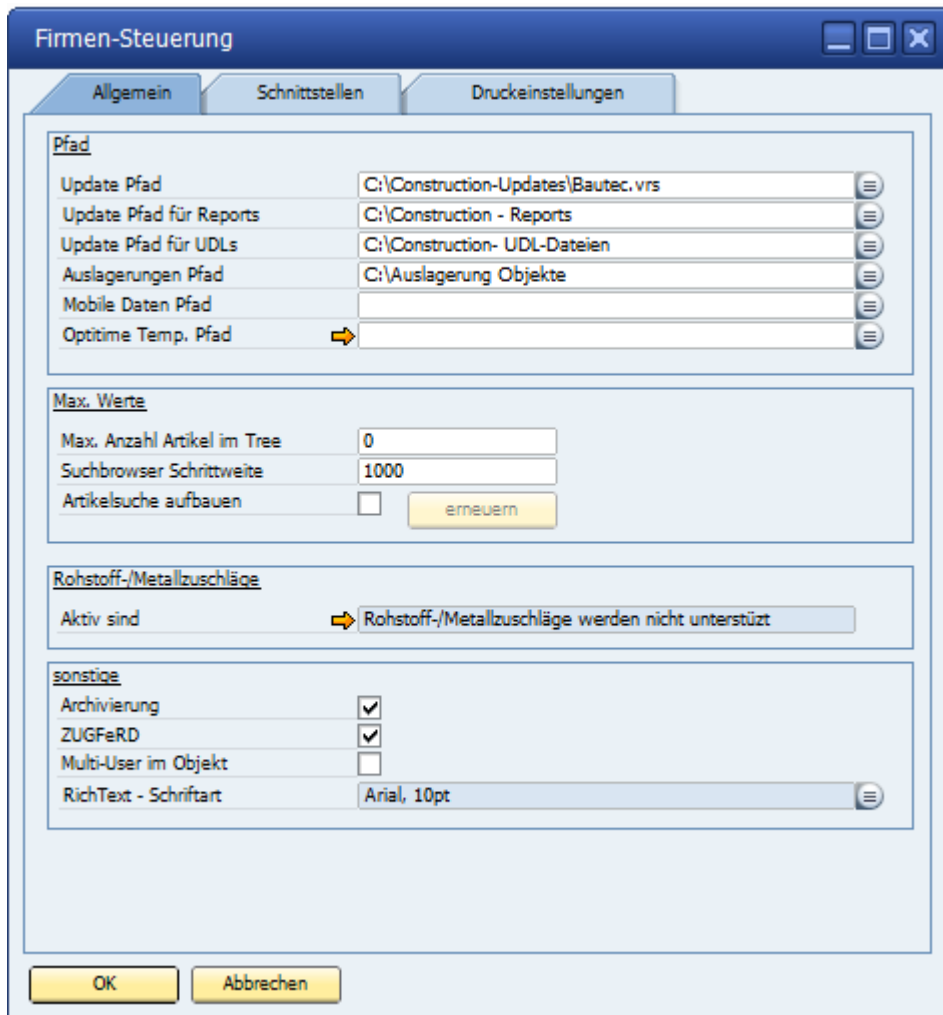 Firmen-Steuerung
Allgemein Schnittstellen Druckeinstellungen
Pfad
Update Pfad C:\Construction-Updates\Bautec.vrs
Update Pfad für Reports C:\Construction - Reports
Update Pfad für UDLs C:\Construction- UDL-Dateien
Auslagerungen Pfad C:\Auslagerung Objekte
Mobile Daten Pfad
Optitime Temp. Pfad
Max. Werte
Max. Anzahl Artikel im Tree 0
Suchbrowser Schrittweite 1000
Artikelsuche aufbauen erneuern
Rohstoff-/Metallzuschläge
Aktiv sind Rohstoff-/Metallzuschläge werden nicht unterstüzt
sonstige
Archivierung
ZUGFeRD
Multi-User im Objekt
RichText - Schriftart Arial, 10pt
OK Abbrechen